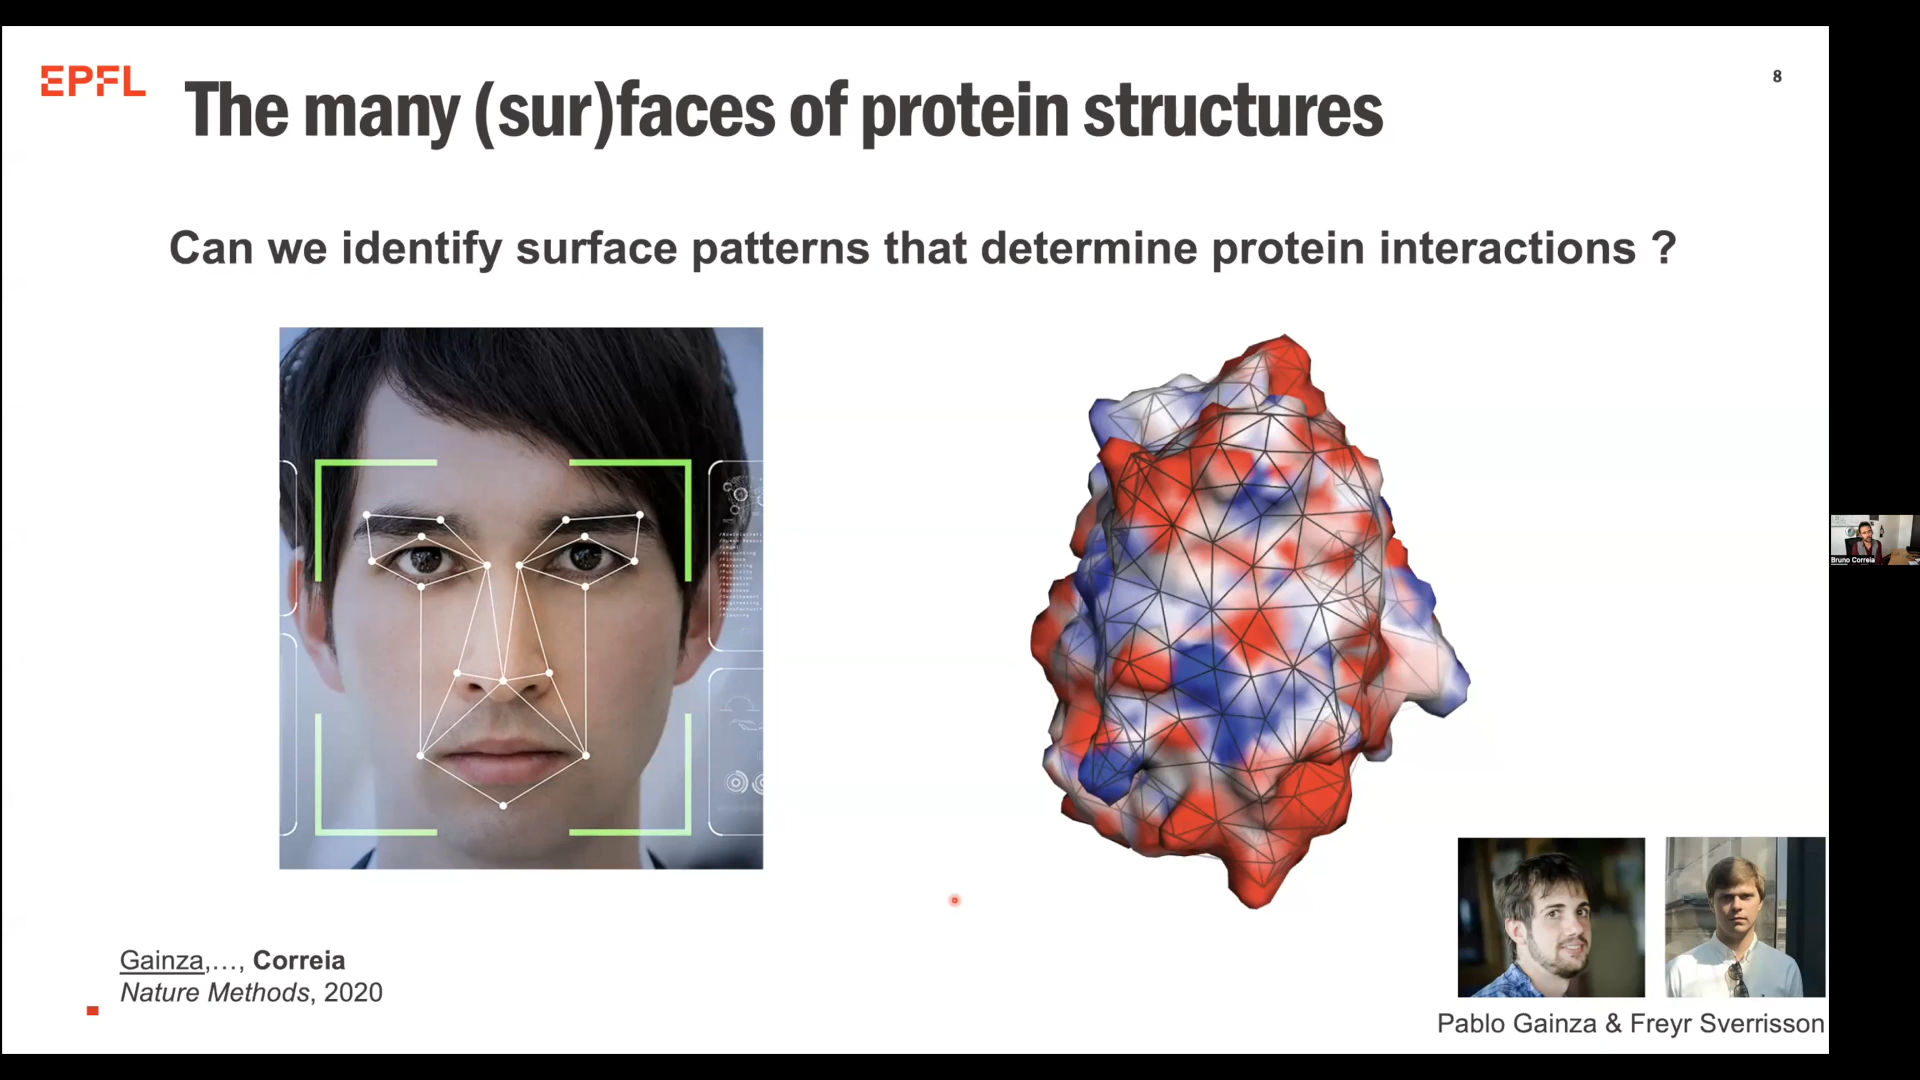 EPFL
The many (sur)faces of protein structures
8
Can we identify surface patterns that determine protein interactions ?
Bruno Correia
Gainza,..., Correia
Nature Methods, 2020
Pablo Gainza & Freyr Sverrisson